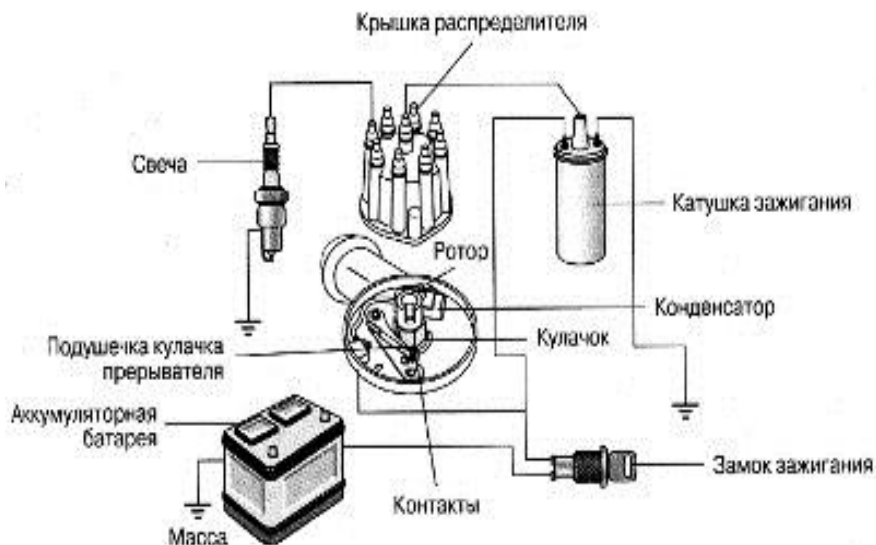 Крышка распределителя
Свеча
Катушка зажигания
Ротор
Конденсатор
Кулачок
Подушечка кулачка
прерывателя
Аккумуляторная
батарея
Замок зажигания
Контакты
Масса